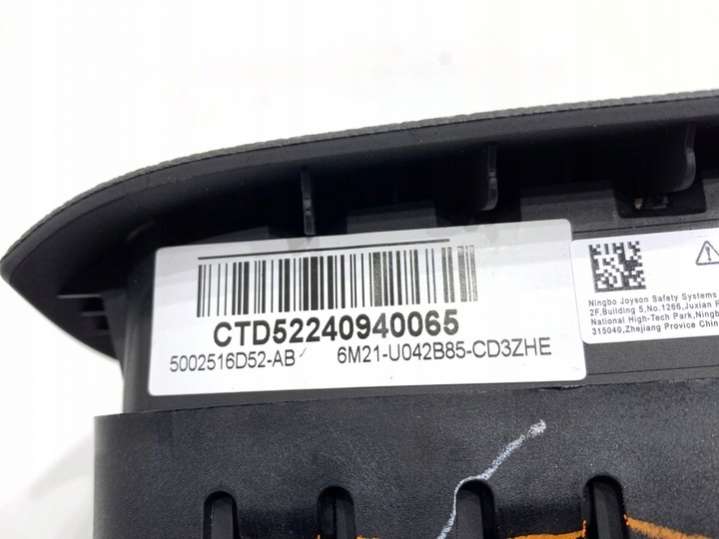 CTD52240940065
5002516D52-AB 6M21-U042B85-CD3ZHE
Ningbo Joyson Safety Systems
2F,Building 5,No.1266,Juxian
National High-Tech Park,Ningb
315040,Zhejiang Provice China